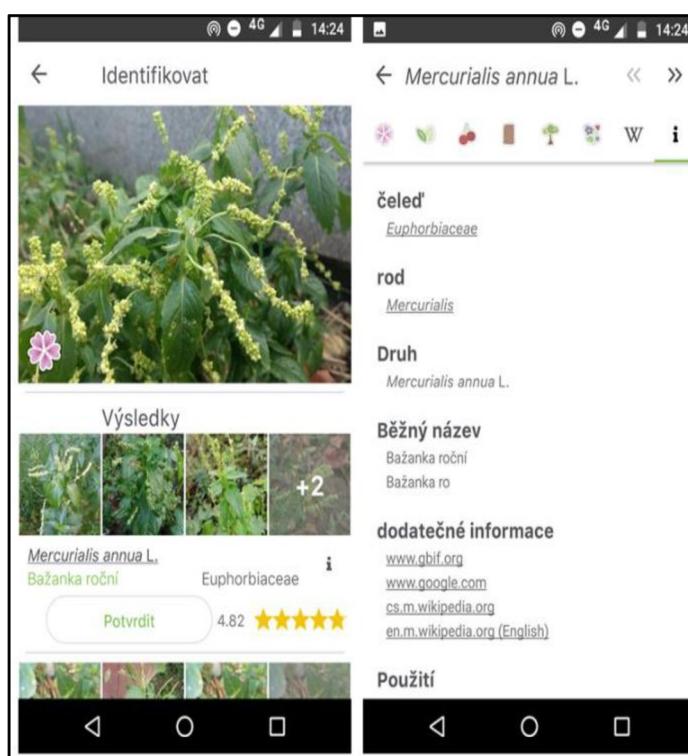 4G 14:24
Identifikovat
Výsledky
+2
Mercurialis annua L.
Bažanka roční Euphorbiaceae
Potvrdit 4.82
4G 14:24
Mercurialis annua L.
W i
čeleď
Euphorbiaceae
rod
Mercurialis
Druh
Mercurialis annua L.
Běžný název
Bažanka roční
Bažanka ro
dodatečné informace
www.gbif.org
www.google.com
cs.m.wikipedia.org
en.m.wikipedia.org (English)
Použití